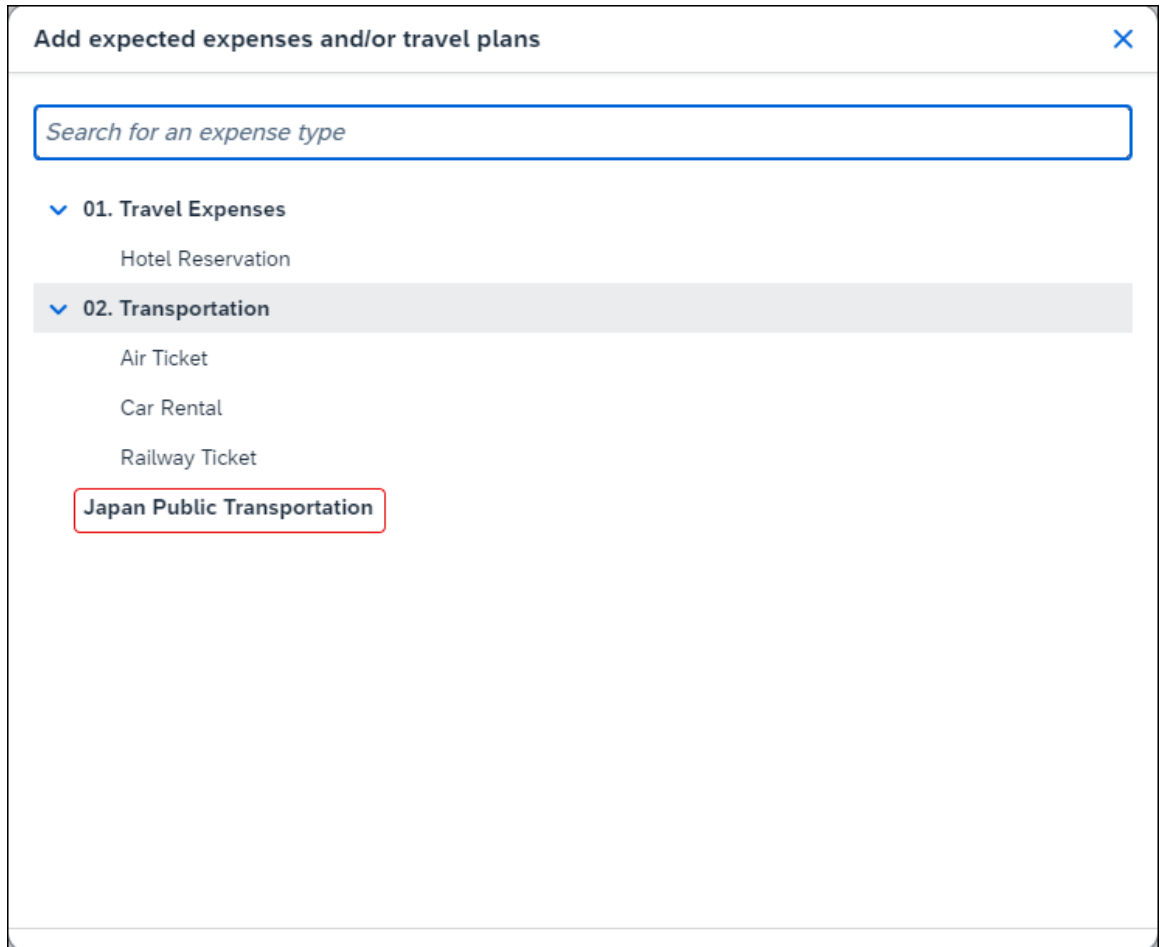 Add expected expenses and/or travel plans
Search for an expense type
01. Travel Expenses
Hotel Reservation
02. Transportation
Air Ticket
Car Rental
Railway Ticket
Japan Public Transportation